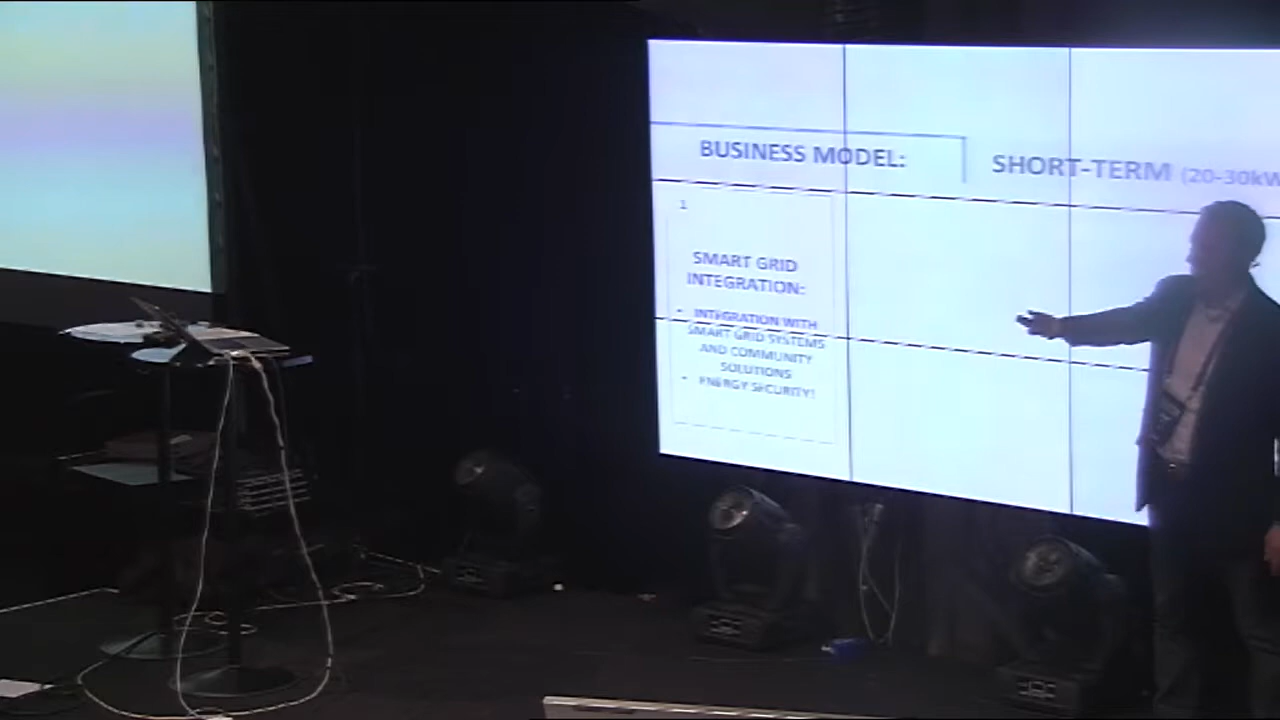 BUSINESS MODEL:
SHORT-TERM (20-30kW
1
SMART GRID
INTEGRATION:
• INTEGRATION WITH
SMART GRID SYSTEMS
AND COMMUNITY
SOLUTIONS
• ENERGY SECURITY!